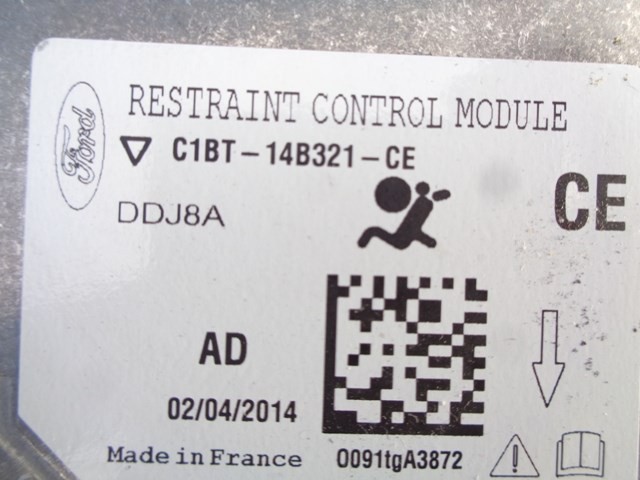 Ford
RESTRAINT CONTROL MODULE
C1BT-14B321-CE
DDJ8A
CE
AD
02/04/2014
Made in France
0091tgA3872